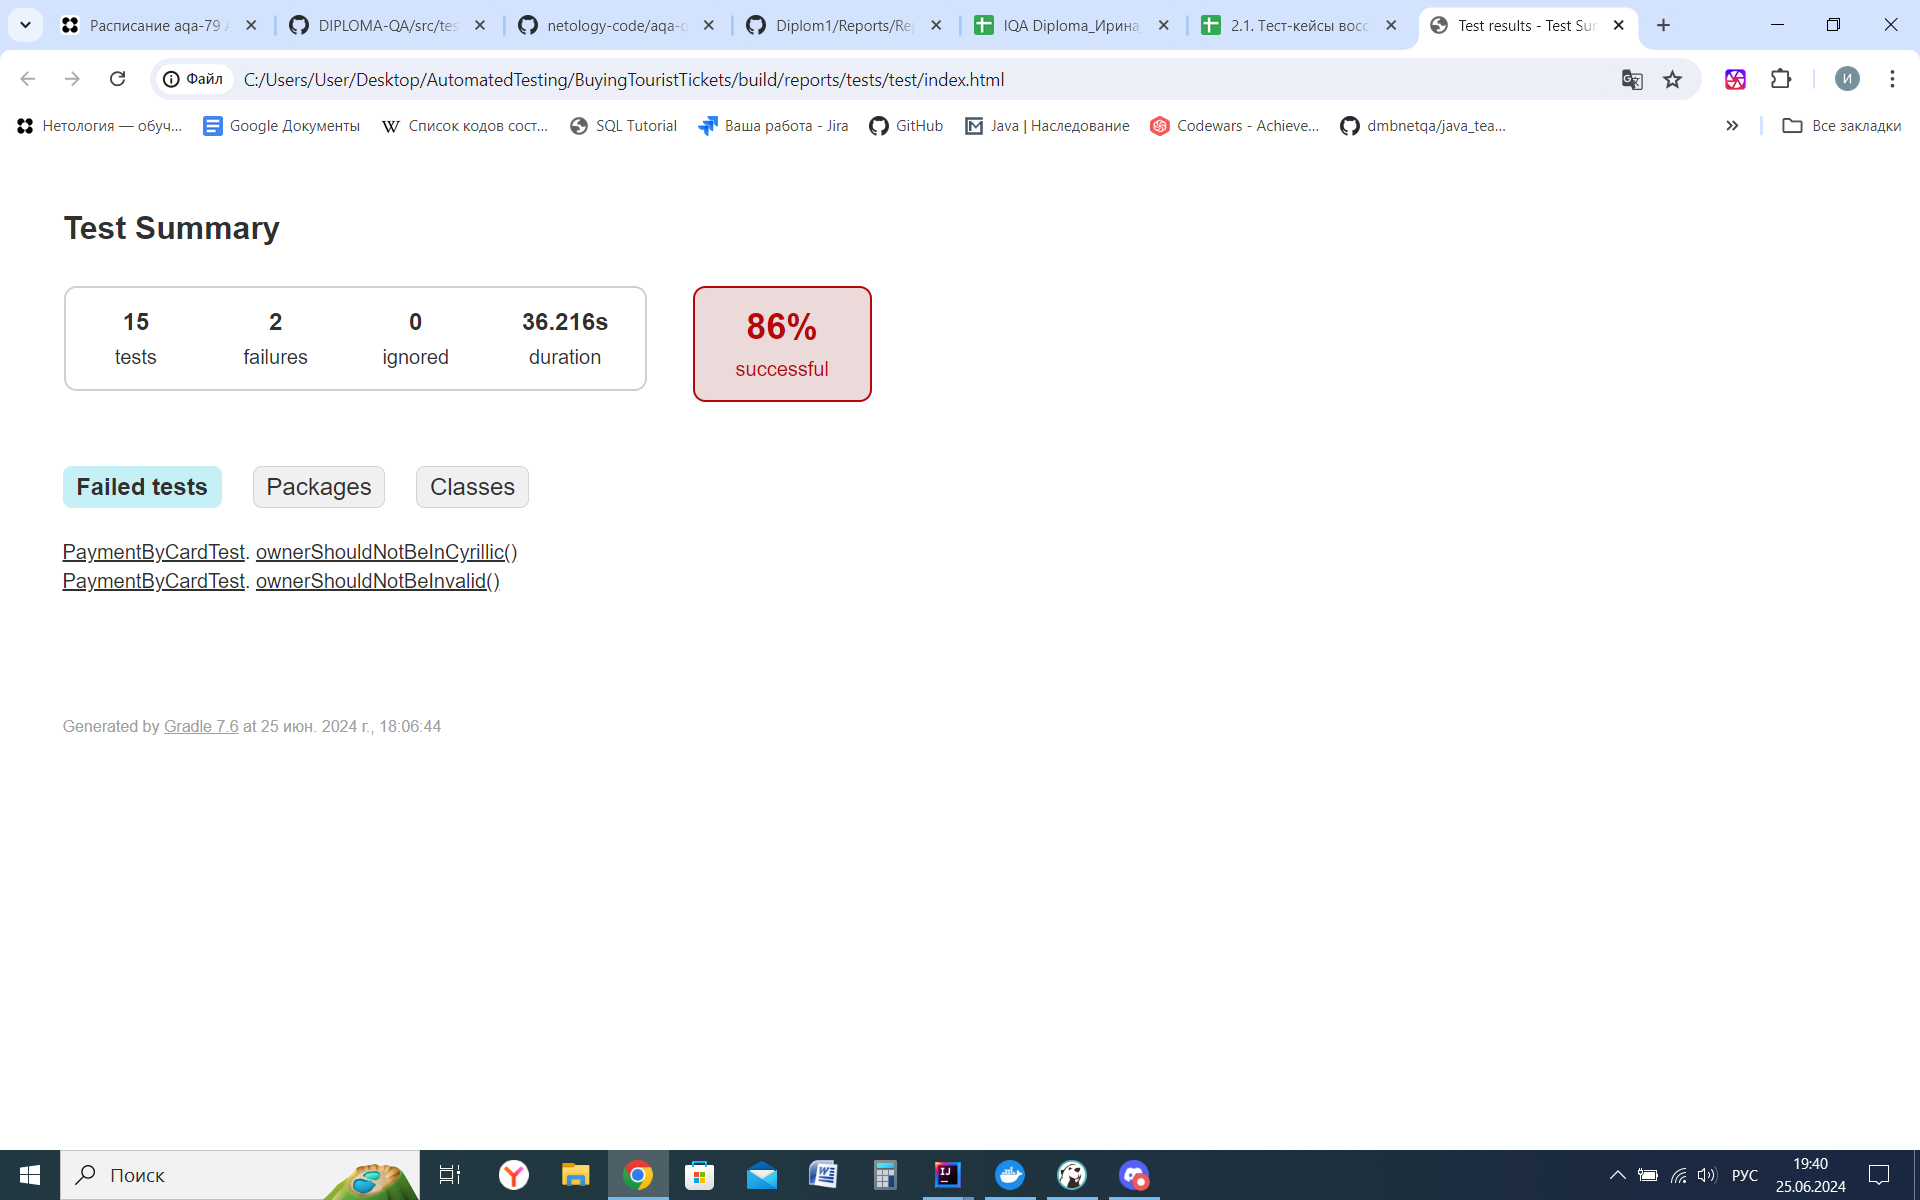 Расписание aqa-79
DIPLOMA-QA/src/tes
netology-code/aqa-q
Diplom1/Reports/Rep
IQA Diploma_Ирина_
2.1. Тест-кейсы восс
Test results - Test Sum
Файл
C:/Users/User/Desktop/AutomatedTesting/BuyingTouristTickets/build/reports/tests/test/index.html
И
Нетология — обуч...
Google Документы
Список кодов сост...
SQL Tutorial
Ваша работа - Jira
GitHub
Java | Наследование
Codewars - Achieve...
dmbnetqa/java_tea...
Все закладки
Test Summary
15 2 0 36.216s
tests failures ignored duration
86%
successful
Failed tests Packages Classes
PaymentByCardTest. ownerShouldNotBeInCyrillic()
PaymentByCardTest. ownerShouldNotBeInvalid()
Generated by Gradle 7.6 at 25 июн. 2024 г., 18:06:44
Поиск
РУС
19:40
25.06.2024